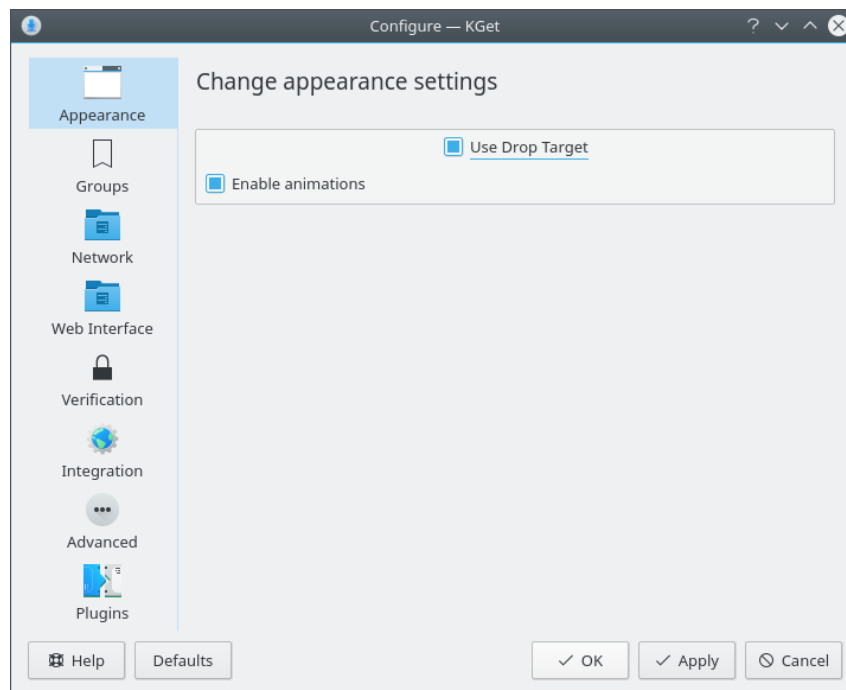 Configure — KGet
Change appearance settings
Appearance
Use Drop Target
Enable animations
Groups
Network
Web Interface
Verification
Integration
Advanced
Plugins
Help
Defaults
OK
Apply
Cancel